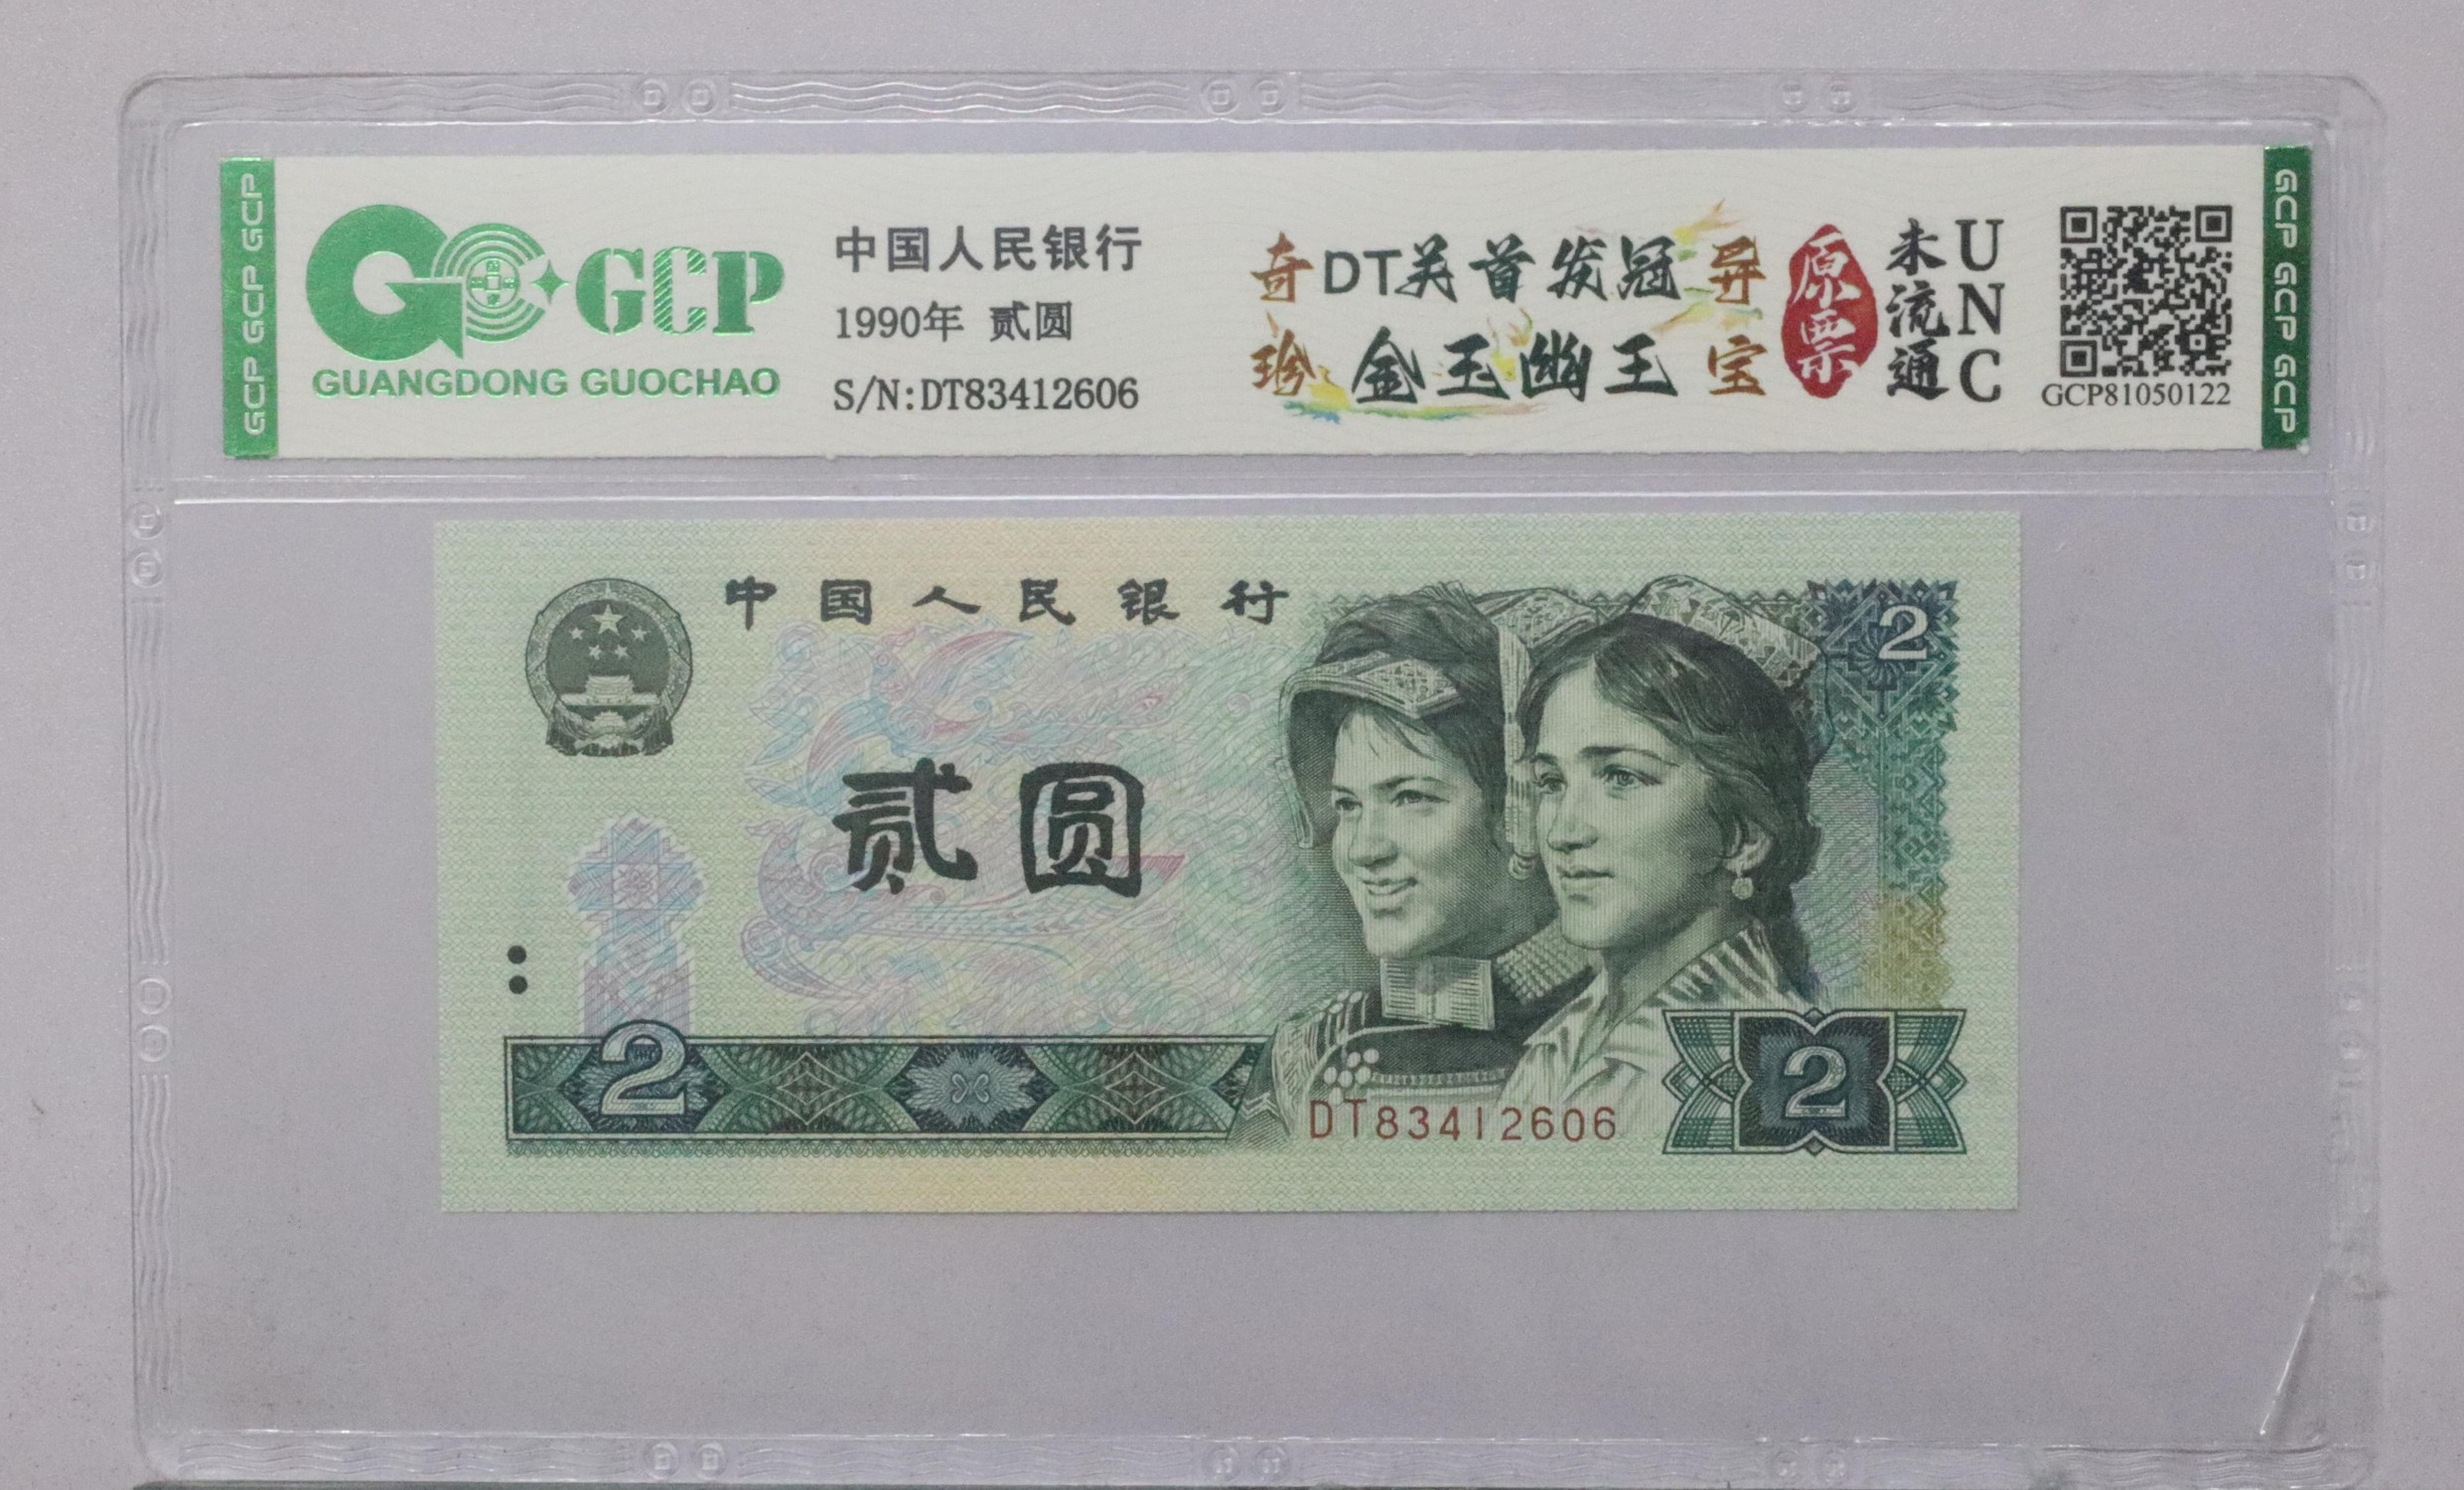 GCP GCP GCP
GCP
GUANGDONG GUOCHAO
中国人民银行
1990年 贰圆
S/N:DT83412606
奇DT关首发冠异
珍金玉幽王宝
原票
未流通
UNC
GCP81050122
GCP GCP GCP
中国人民银行
2
贰圆
2
DT83412606
2